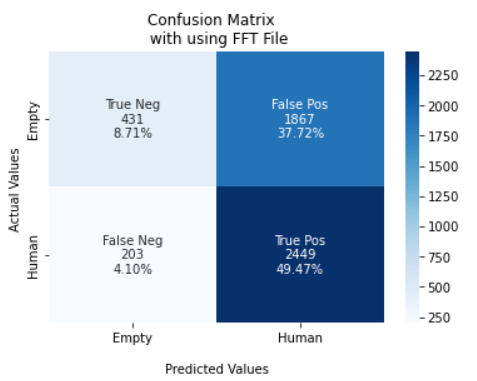 Confusion Matrix
with using FFT File
True Neg
431
8.71%
False Pos
1867
37.72%
False Neg
203
4.10%
True Pos
2449
49.47%
Actual Values
Empty
Human
Empty
Human
Predicted Values
2250
2000
1750
1500
1250
1000
750
500
250